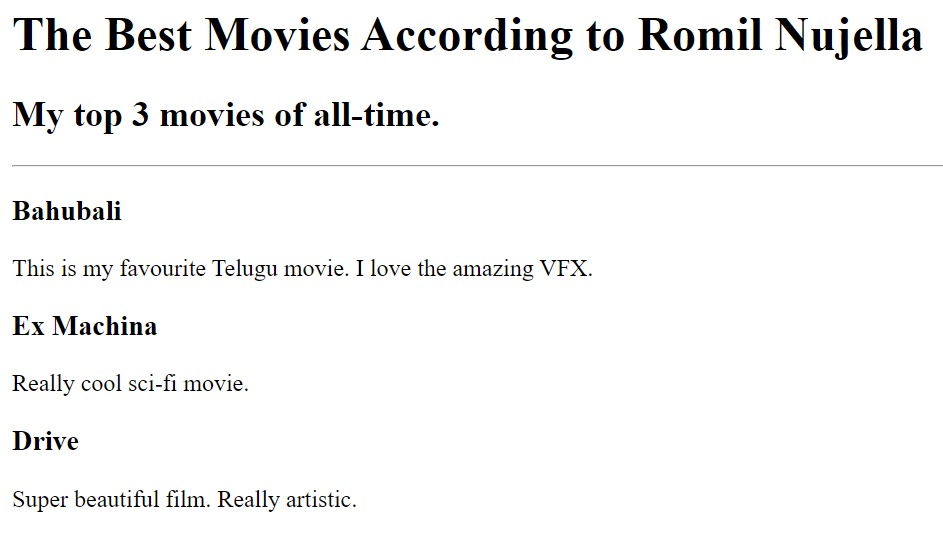 The Best Movies According to Romil Nujella
My top 3 movies of all-time.
Bahubali
This is my favourite Telugu movie. I love the amazing VFX.
Ex Machina
Really cool sci-fi movie.
Drive
Super beautiful film. Really artistic.